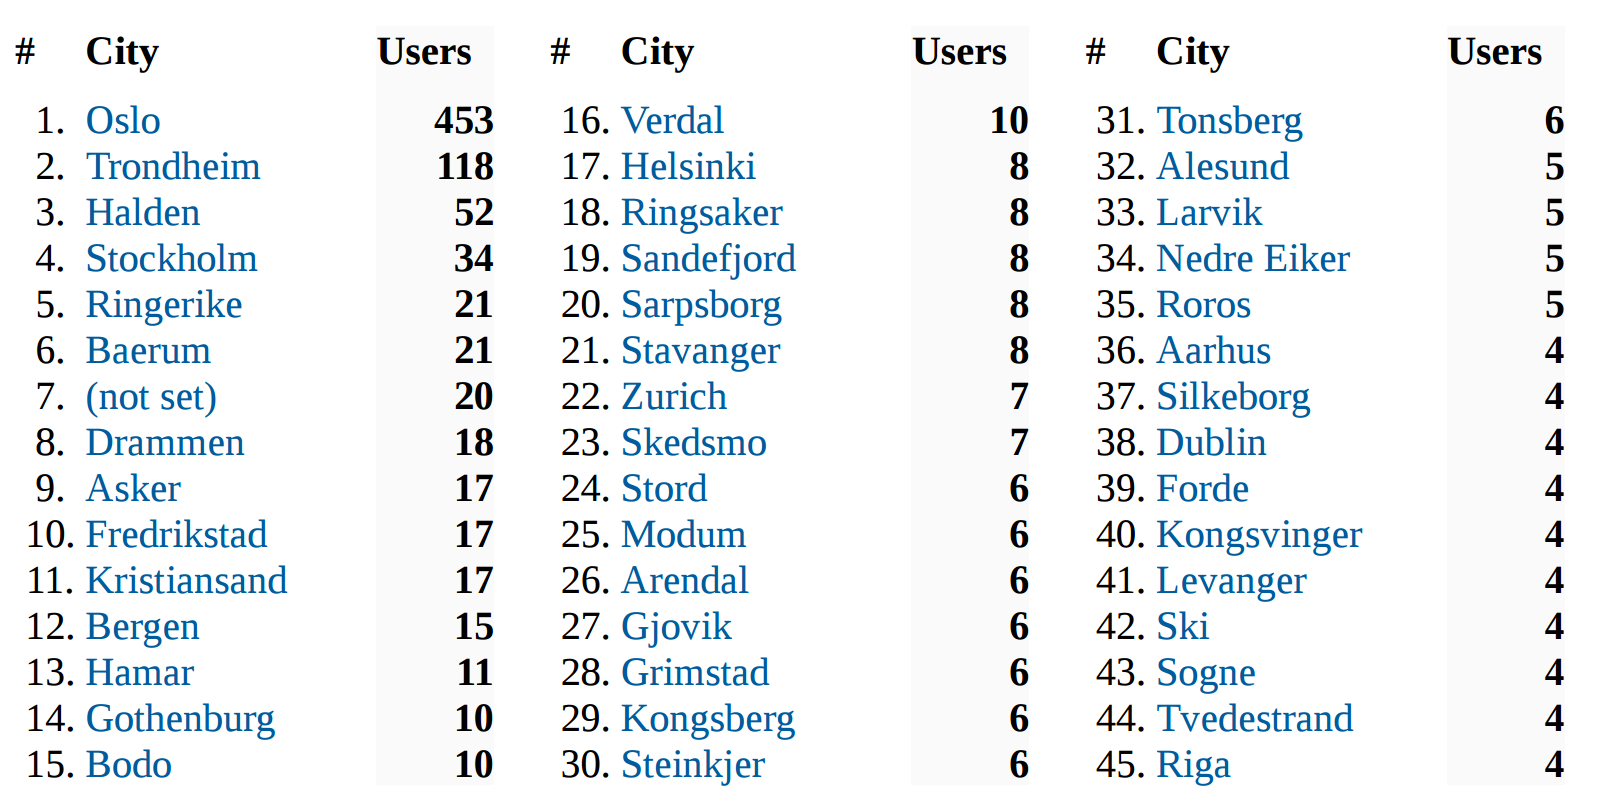 # City Users
1. Oslo 453
2. Trondheim 118
3. Halden 52
4. Stockholm 34
5. Ringerike 21
6. Baerum 21
7. (not set) 20
8. Drammen 18
9. Asker 17
10. Fredrikstad 17
11. Kristiansand 17
12. Bergen 15
13. Hamar 11
14. Gothenburg 10
15. Bodo 10
# City Users
16. Verdal 10
17. Helsinki 8
18. Ringsaker 8
19. Sandefjord 8
20. Sarpsborg 8
21. Stavanger 8
22. Zurich 7
23. Skedsmo 7
24. Stord 6
25. Modum 6
26. Arendal 6
27. Gjovik 6
28. Grimstad 6
29. Kongsberg 6
30. Steinkjer 6
# City Users
31. Tonsberg 6
32. Alesund 5
33. Larvik 5
34. Nedre Eiker 5
35. Roros 5
36. Aarhus 4
37. Silkeborg 4
38. Dublin 4
39. Forde 4
40. Kongsvinger 4
41. Levanger 4
42. Ski 4
43. Sogne 4
44. Tvedestrand 4
45. Riga 4